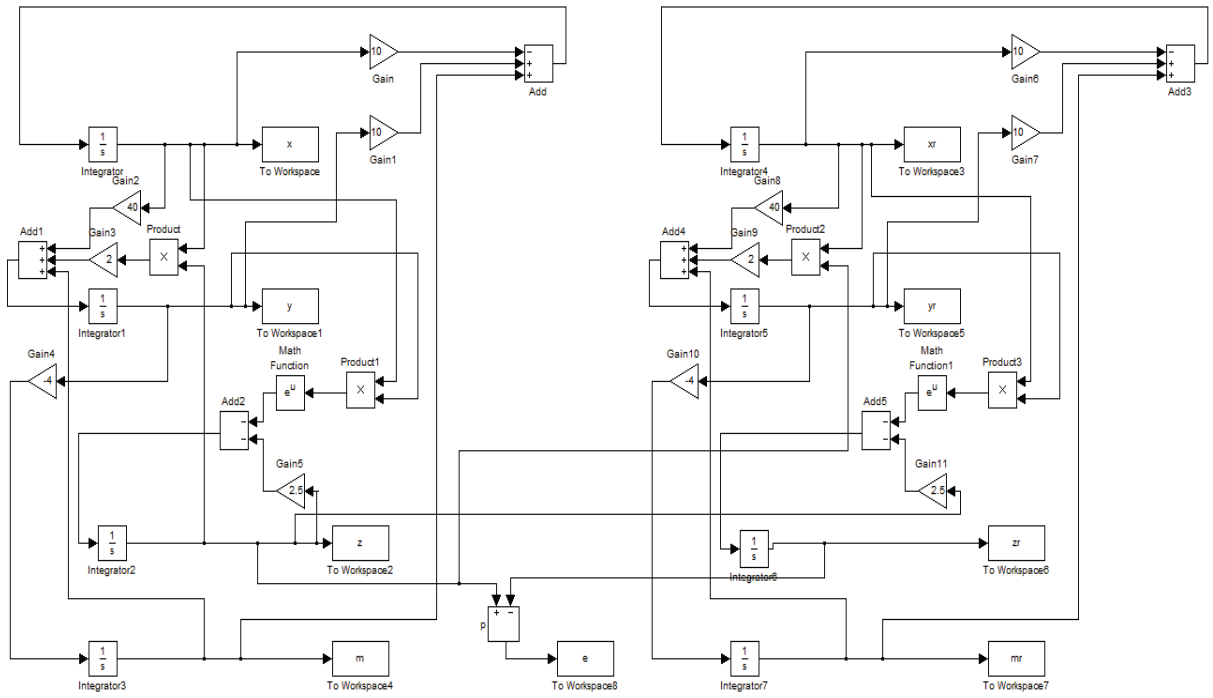 10
Gain
−
+
+
Add
10
Gain6
−
+
+
Add3
10
Gain1
10
Gain7
1
s
Integrator
x
To Workspace
1
s
Integrator4
xr
To Workspace3
Gain2
40
Gain8
40
Add1
+
+
+
Gain3
2
Product
X
Add4
+
+
+
Gain9
2
Product2
X
1
s
Integrator1
y
To Workspace1
1
s
Integrator5
yr
To Workspace5
Gain4
-4
Math
Function
e^u
Product1
X
Gain10
-4
Math
Function1
e^u
Product3
X
Add2
−
−
Add5
−
−
Gain5
2.5
Gain11
2.5
1
s
Integrator2
z
To Workspace2
1
s
Integrator6
zr
To Workspace6
+ −
p
1
s
Integrator3
m
To Workspace4
e
To Workspace8
1
s
Integrator7
mr
To Workspace7